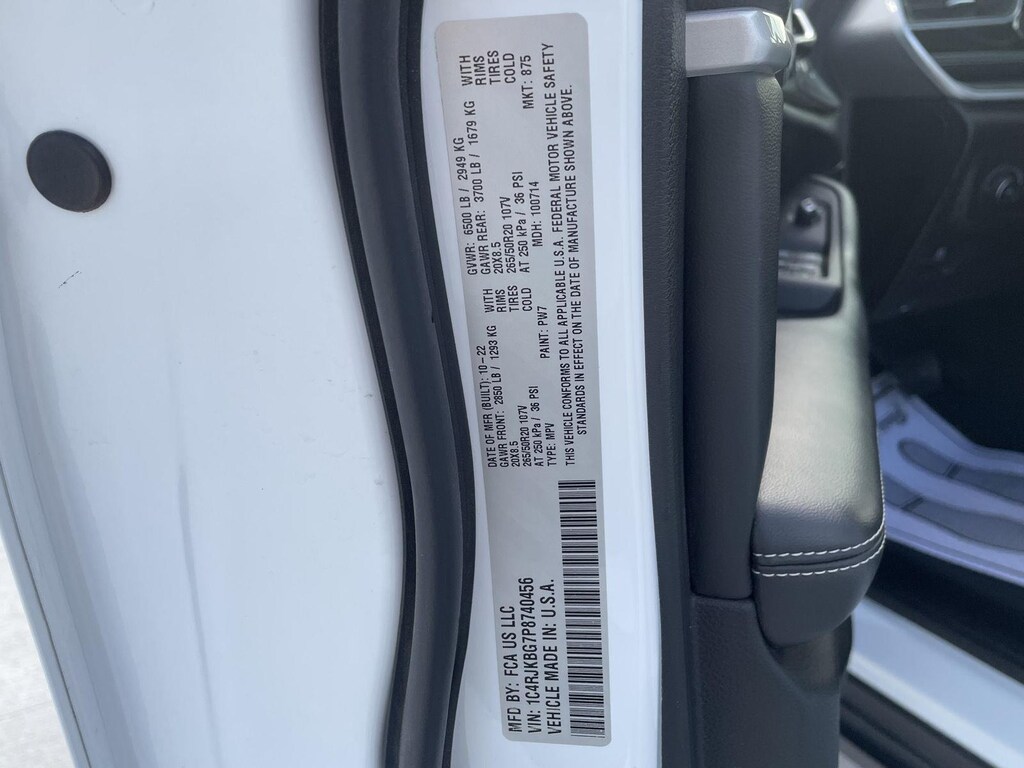 MFD BY: FCA US LLC
VIN: 1C4RJKBG7P8740456
VEHICLE MADE IN: U.S.A.
DATE OF MFR (BUILT): 10-22
GAWR FRONT: 2850 LB / 1293 KG WITH
20X8.5 RIMS
265/50R20 107V TIRES
AT 250 kPa / 36 PSI COLD
TYPE: MPV PAINT: PW7
GVWR: 6500 LB / 2949 KG
GAWR REAR: 3700 LB / 1679 KG WITH
20X8.5 RIMS
265/50R20 107V TIRES
AT 250 kPa / 36 PSI COLD
MDH: 100714 MKT: 875
THIS VEHICLE CONFORMS TO ALL APPLICABLE U.S.A. FEDERAL MOTOR VEHICLE SAFETY
STANDARDS IN EFFECT ON THE DATE OF MANUFACTURE SHOWN ABOVE.